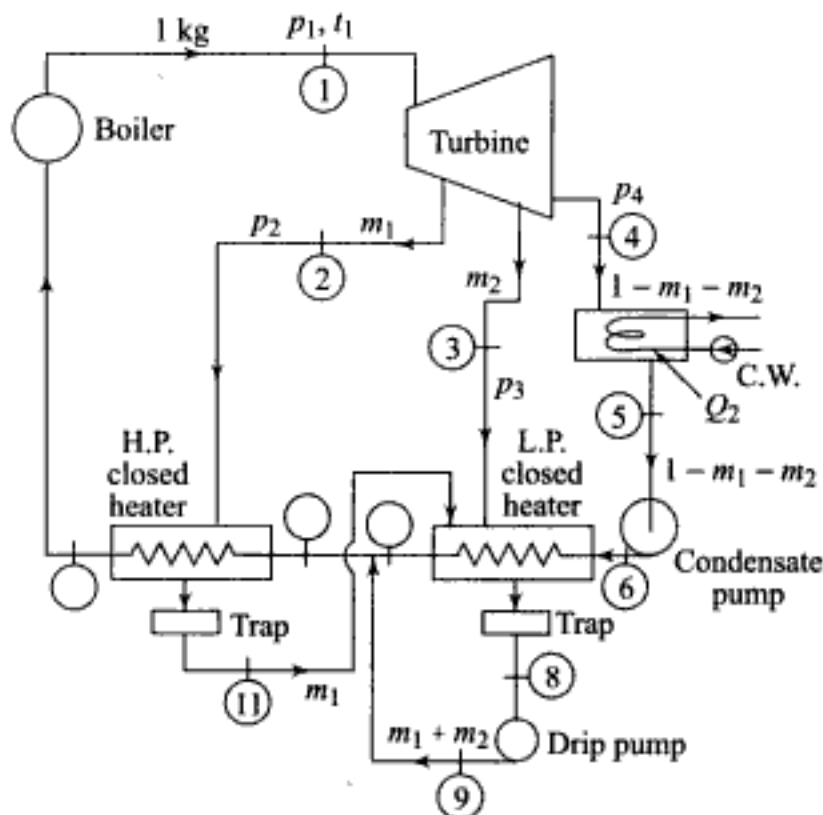 1 kg
p₁, t₁
1
Boiler
Turbine
p₂
m₁
2
p₄
4
m₂
1 − m₁ − m₂
3
C.W.
p₃
5
Q₂
H.P.
closed
heater
L.P.
closed
heater
1 − m₁ − m₂
6
Condensate
pump
Trap
Trap
11
m₁
8
m₁ + m₂
Drip pump
9